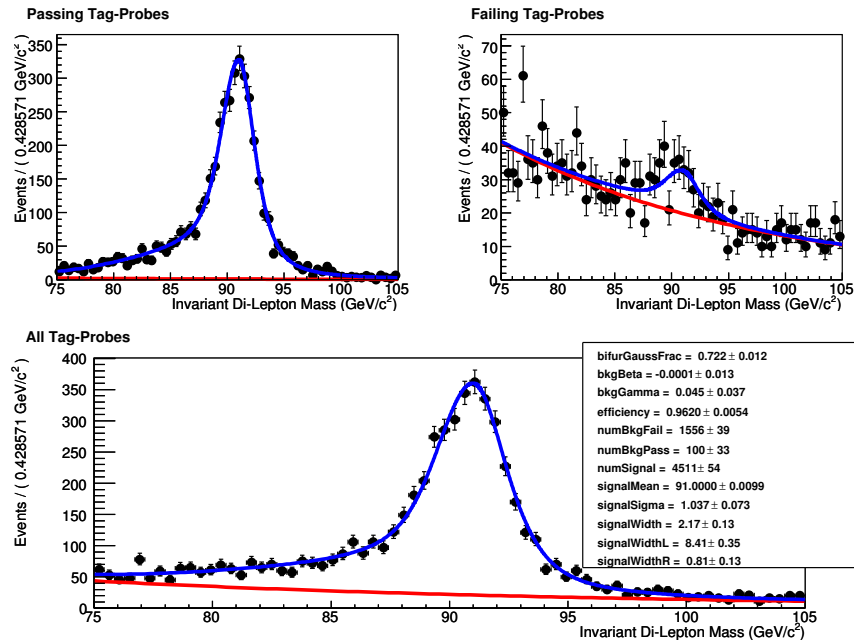 Passing Tag-Probes
Events / ( 0.428571 GeV/c² )
350
300
250
200
150
100
50
0
75 80 85 90 95 100 105
Invariant Di-Lepton Mass (GeV/c²)
Failing Tag-Probes
Events / ( 0.428571 GeV/c² )
70
60
50
40
30
20
10
0
75 80 85 90 95 100 105
Invariant Di-Lepton Mass (GeV/c²)
All Tag-Probes
Events / ( 0.428571 GeV/c² )
400
350
300
250
200
150
100
50
0
75 80 85 90 95 100 105
Invariant Di-Lepton Mass (GeV/c²)
bifurGaussFrac = 0.722 ± 0.012
bkgBeta = -0.0001 ± 0.013
bkgGamma = 0.045 ± 0.037
efficiency = 0.9620 ± 0.0054
numBkgFail = 1556 ± 39
numBkgPass = 100 ± 33
numSignal = 4511 ± 54
signalMean = 91.0000 ± 0.0099
signalSigma = 1.037 ± 0.073
signalWidth = 2.17 ± 0.13
signalWidthL = 8.41 ± 0.35
signalWidthR = 0.81 ± 0.13